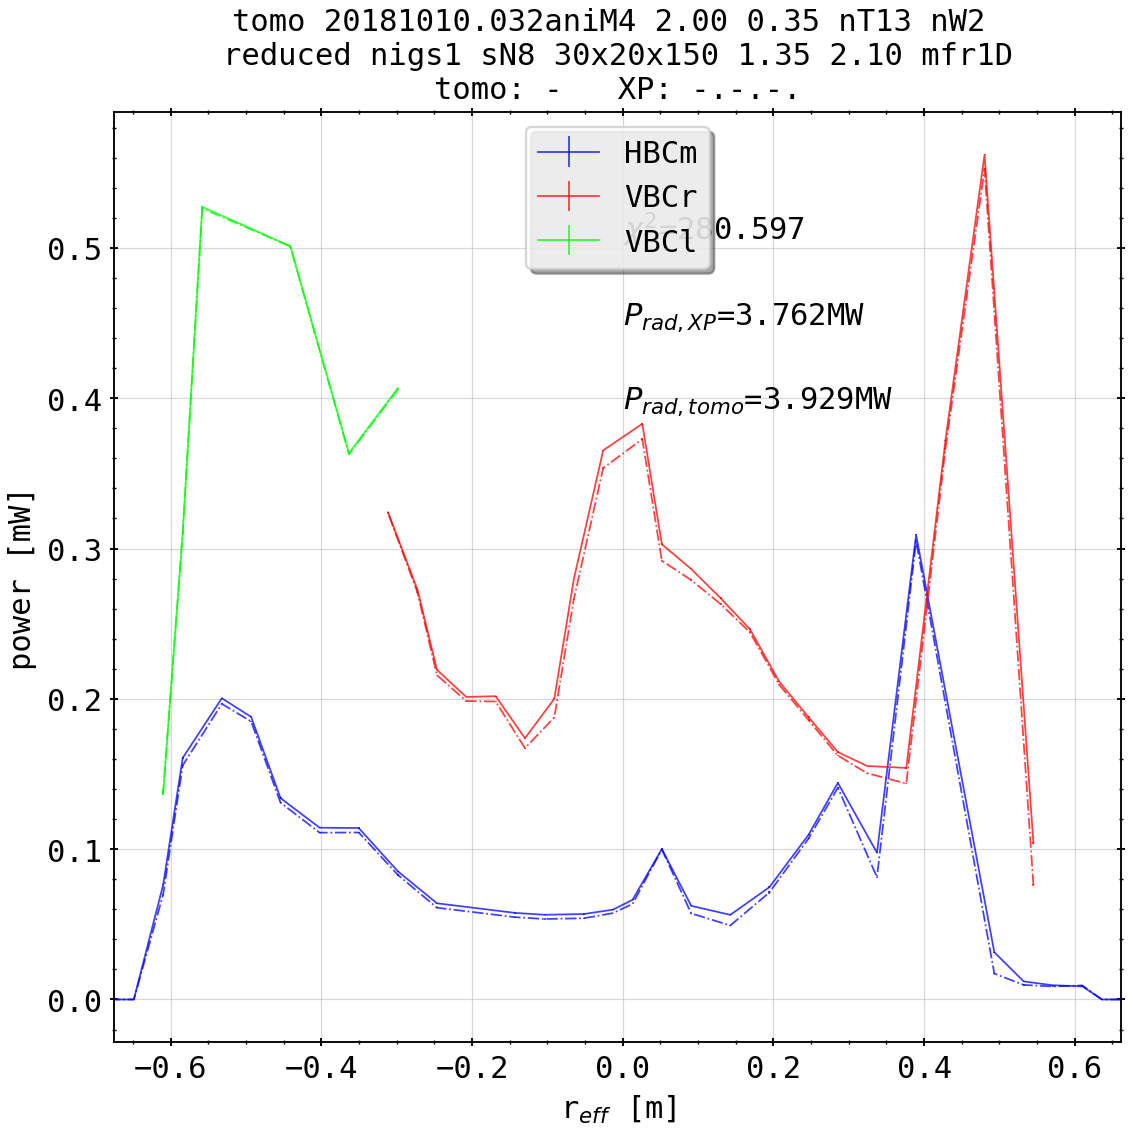 tomo 20181010.032aniM4 2.00 0.35 nT13 nW2
reduced nigs1 sN8 30x20x150 1.35 2.10 mfr1D
tomo: -   XP: -.-.-.
HBCm
VBCr
VBCl
χ²=280.597
P_rad,XP=3.762MW
P_rad,tomo=3.929MW
power [mW]
0.5
0.4
0.3
0.2
0.1
0.0
−0.6 −0.4 −0.2 0.0 0.2 0.4 0.6
r_eff [m]